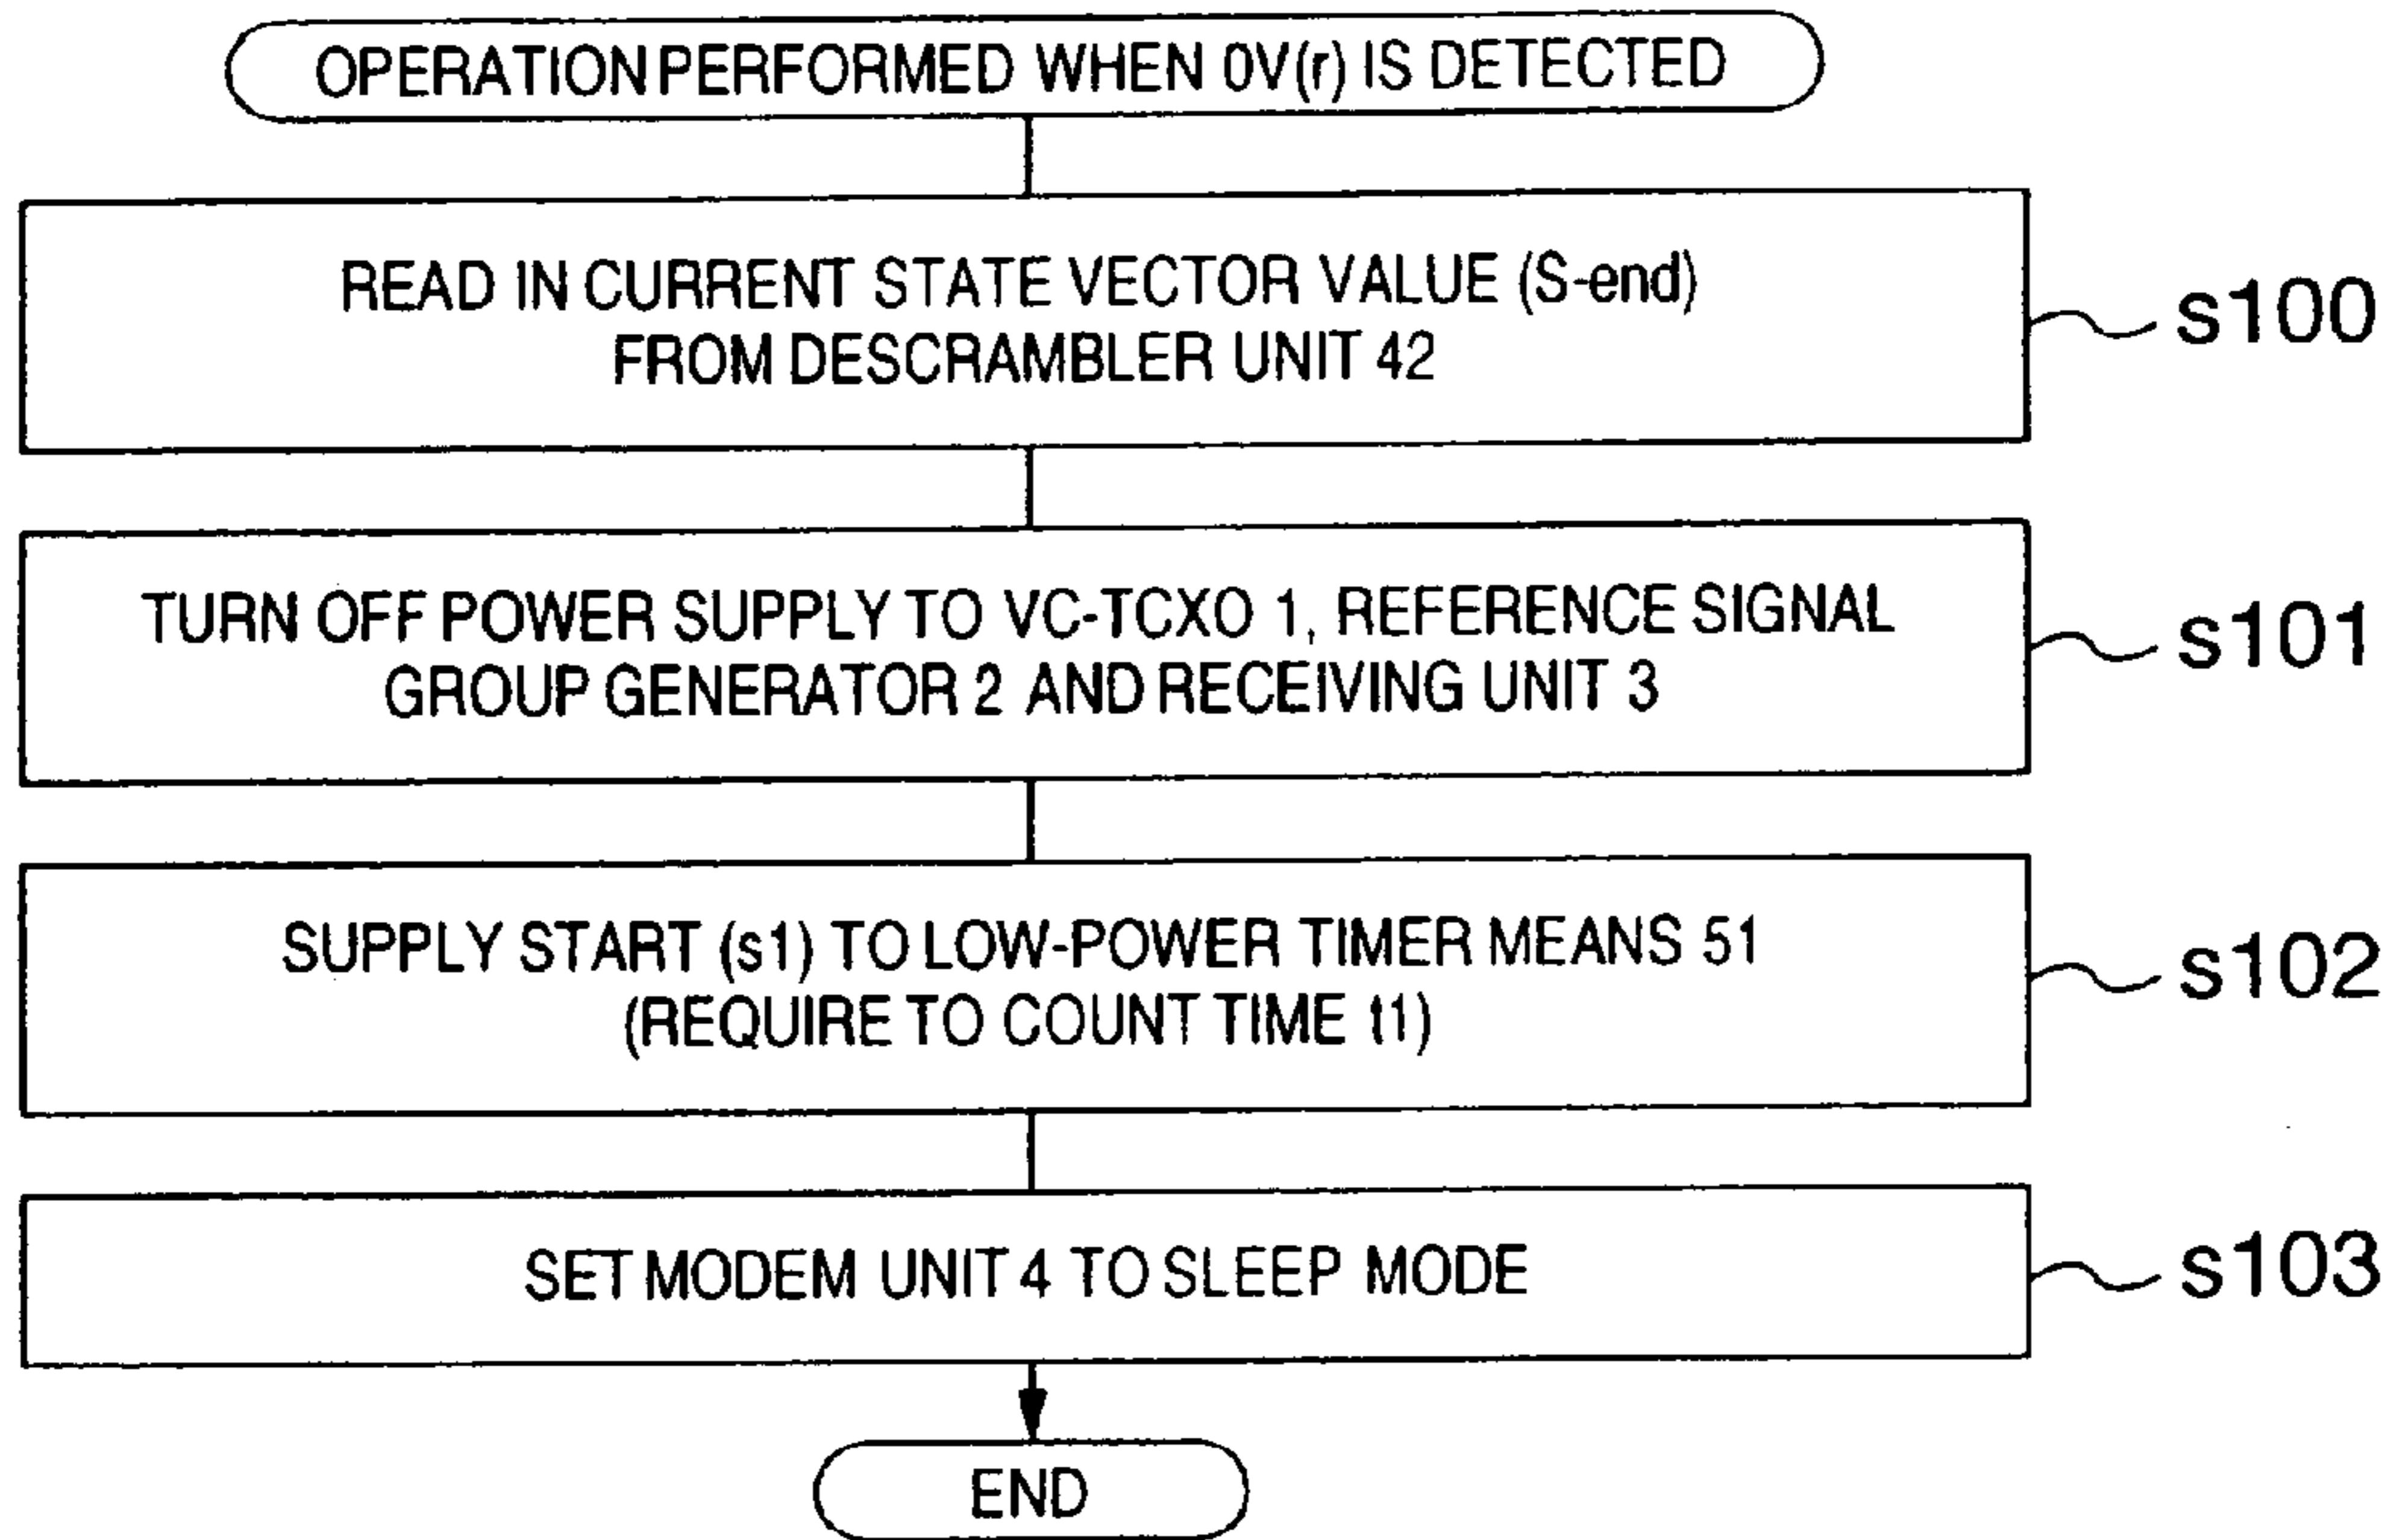 OPERATION PERFORMED WHEN 0V(r) IS DETECTED
READ IN CURRENT STATE VECTOR VALUE (S-end)
FROM DESCRAMBLER UNIT 42
s100
TURN OFF POWER SUPPLY TO VC-TCXO 1, REFERENCE SIGNAL
GROUP GENERATOR 2 AND RECEIVING UNIT 3
s101
SUPPLY START (s1) TO LOW-POWER TIMER MEANS 51
(REQUIRE TO COUNT TIME t1)
s102
SET MODEM UNIT 4 TO SLEEP MODE
s103
END